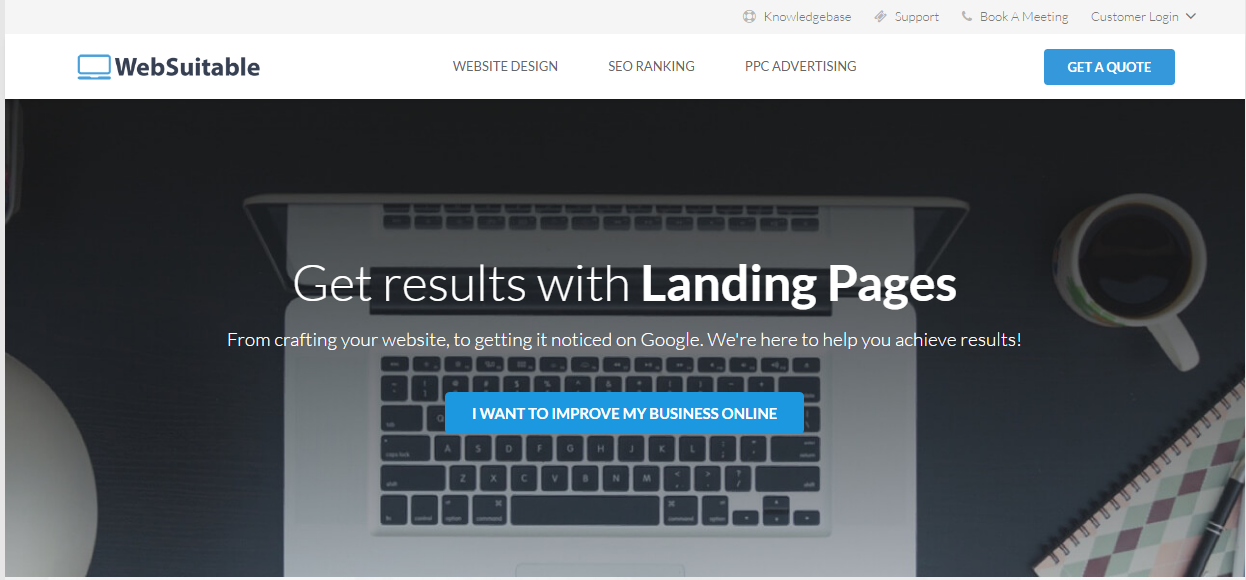 Knowledgebase Support Book A Meeting Customer Login
WebSuitable WEBSITE DESIGN SEO RANKING PPC ADVERTISING GET A QUOTE
Get results with Landing Pages
From crafting your website, to getting it noticed on Google. We're here to help you achieve results!
I WANT TO IMPROVE MY BUSINESS ONLINE
A S D F G H J K L
Z X C V B N M